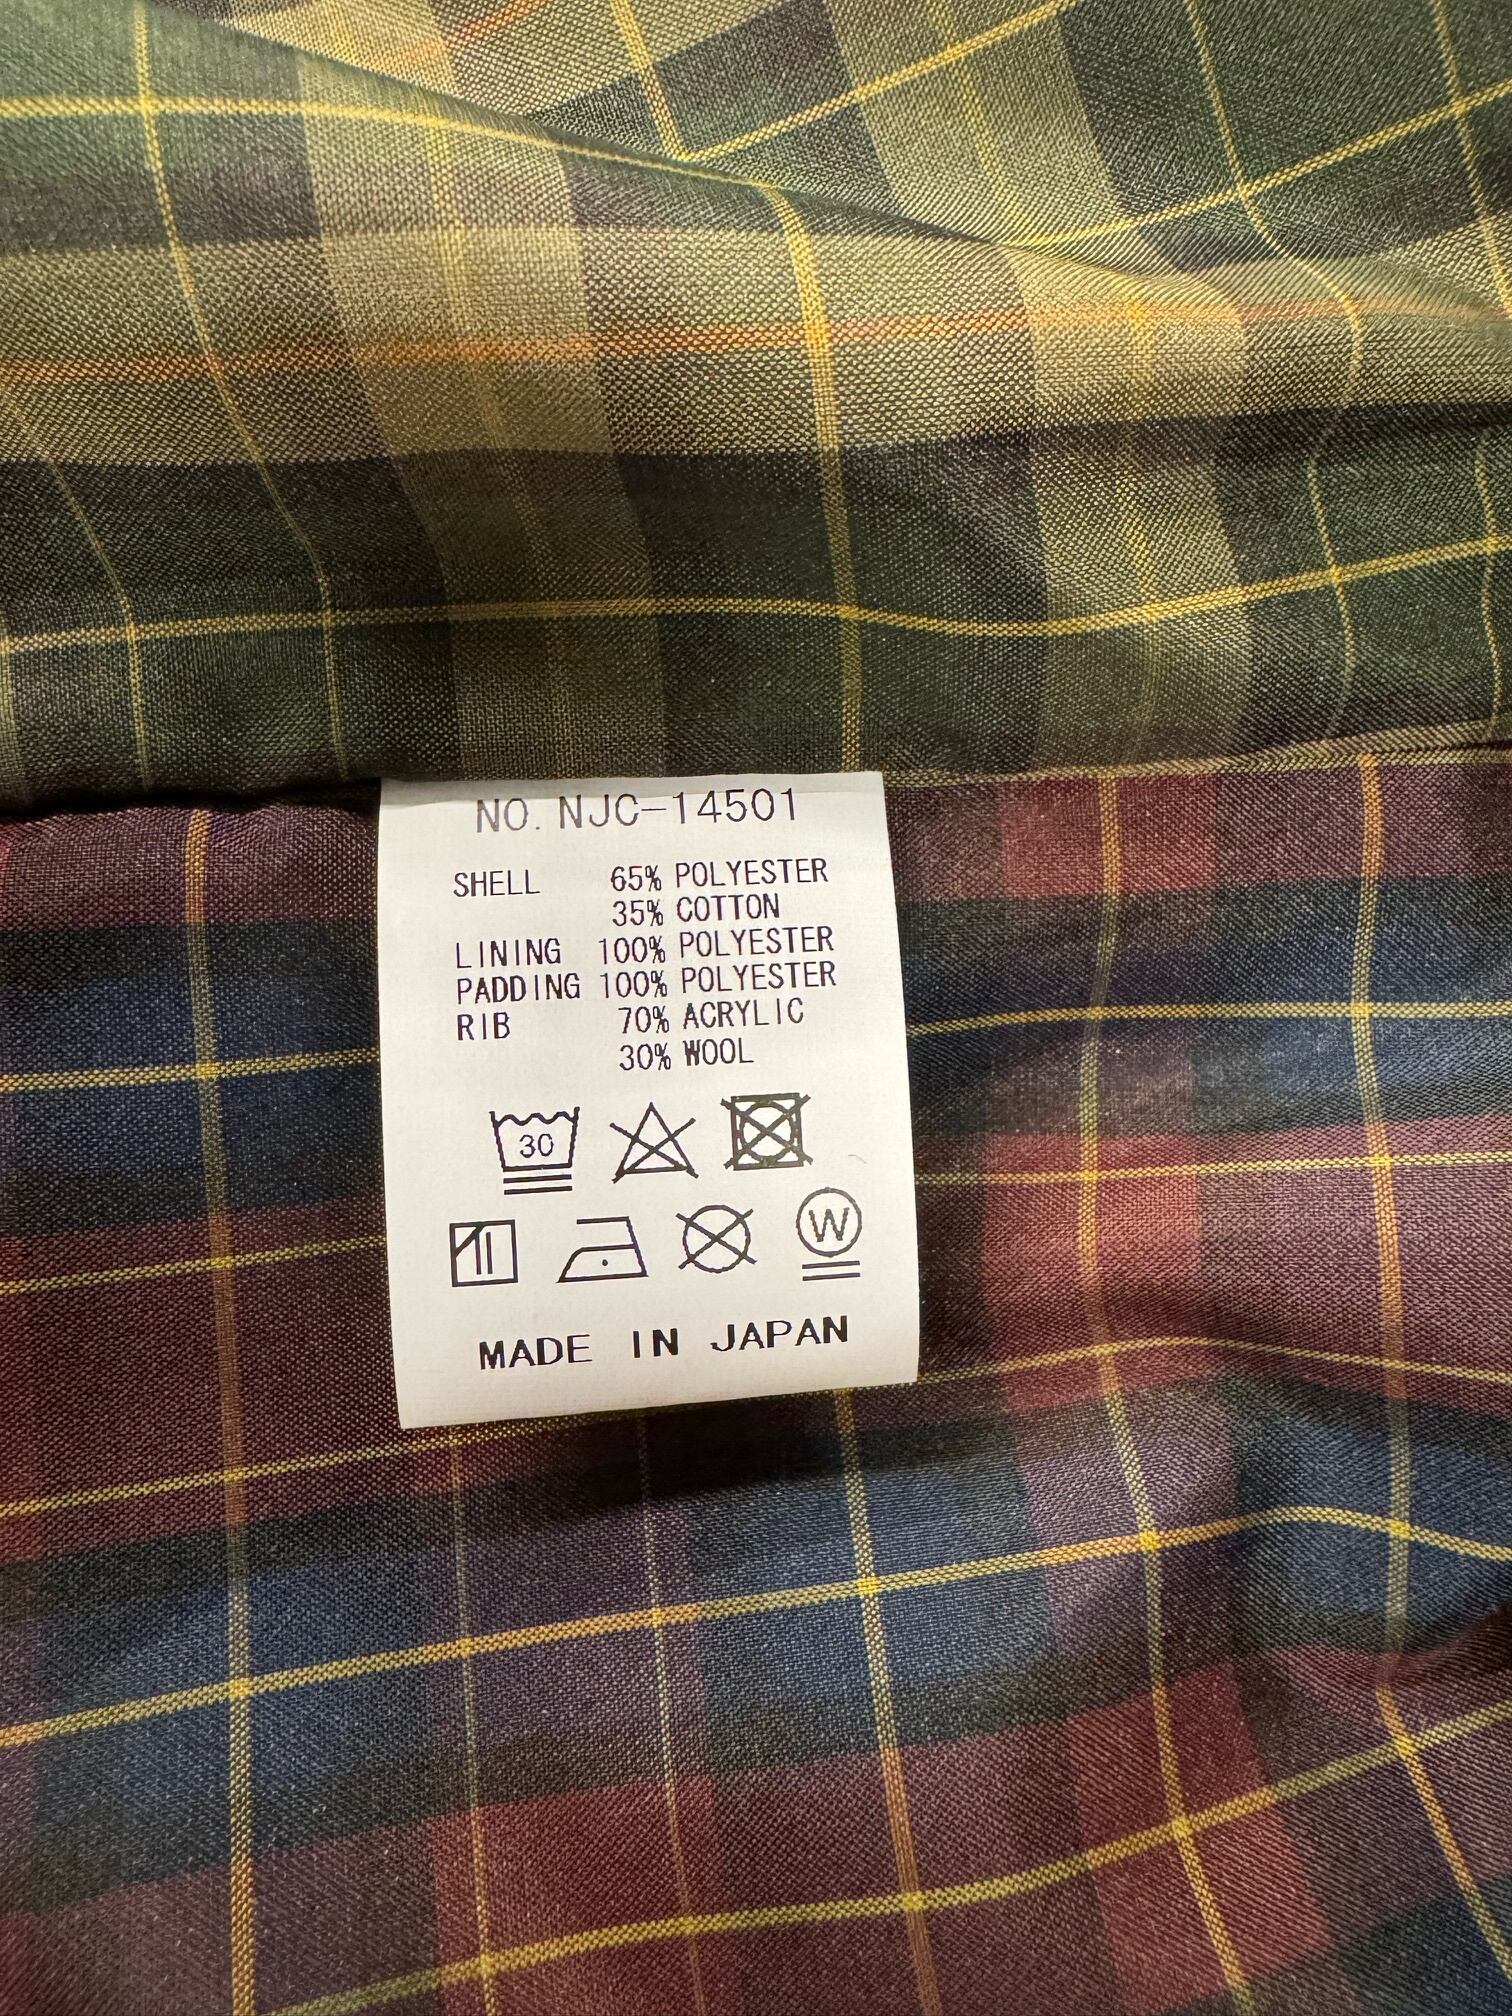 NO. NJC-14501
SHELL 65% POLYESTER
35% COTTON
LINING 100% POLYESTER
PADDING 100% POLYESTER
RIB 70% ACRYLIC
30% WOOL
30
W
MADE IN JAPAN